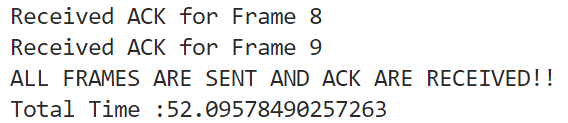 Received ACK for Frame 8
Received ACK for Frame 9
ALL FRAMES ARE SENT AND ACK ARE RECEIVED!!
Total Time :52.09578490257263